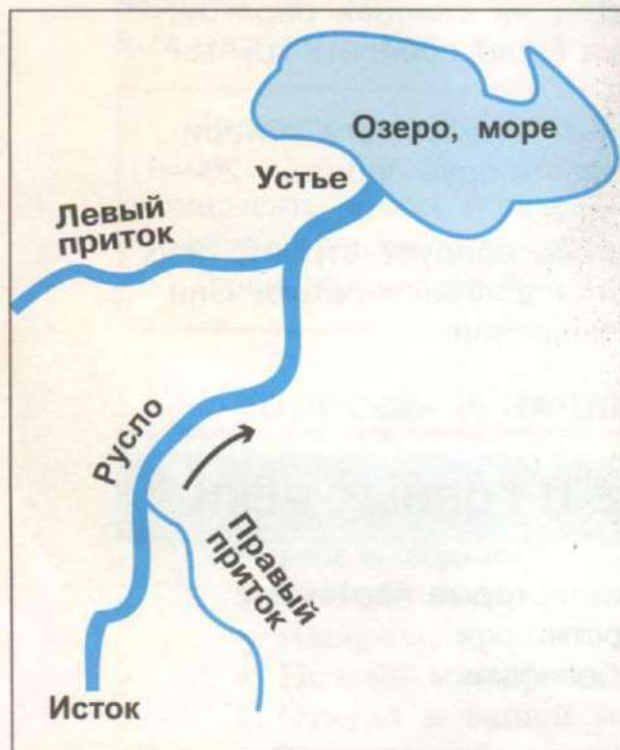 Озеро, море
Устье
Левый
приток
Русло
Правый
приток
Исток